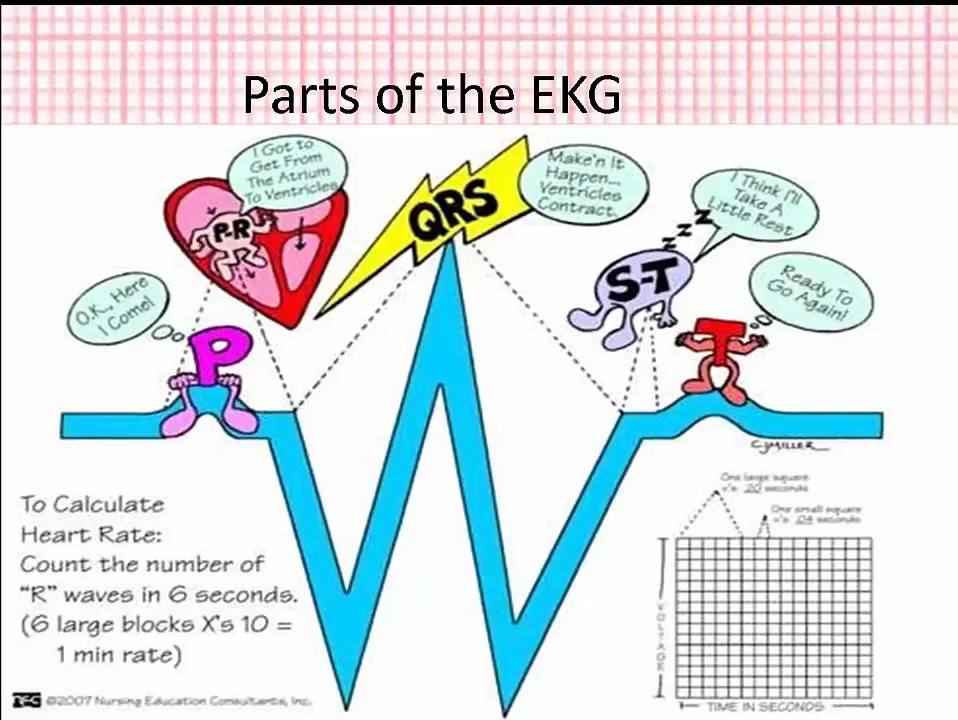 Parts of the EKG
I Got to
Get From
The Atrium
To Ventricles
P-R
QRS
Make'n It
Happen...
Ventricles
Contract.
I Think I'll
Take A
Little Rest
z z z
S-T
O.K., Here
I Come!
P
Ready To
Go Again!
T
CJMILLER
To Calculate
Heart Rate:
Count the number of
"R" waves in 6 seconds.
(6 large blocks X's 10 =
1 min rate)
One large square
x's .20 seconds
One small square
x's .04 seconds
VOLTAGE
TIME IN SECONDS
NEC ©2007 Nursing Education Consultants, Inc.